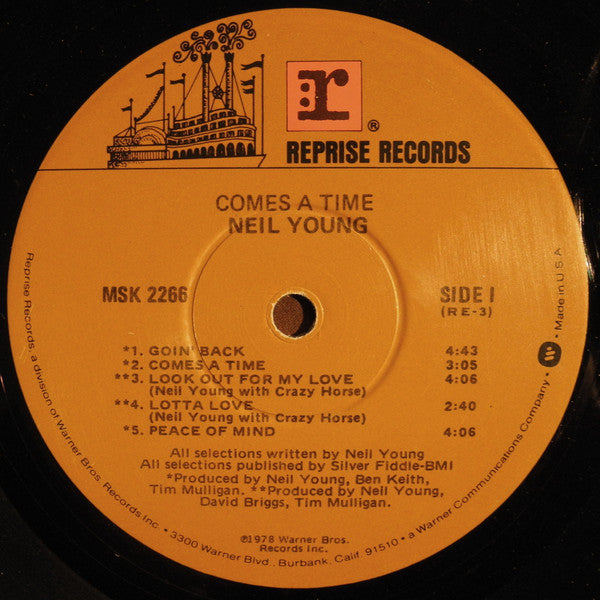 r
®
REPRISE RECORDS
COMES A TIME
NEIL YOUNG
MSK 2266
SIDE I
(RE-3)
*1. GOIN' BACK 4:43
*2. COMES A TIME 3:05
**3. LOOK OUT FOR MY LOVE 4:06
(Neil Young with Crazy Horse)
**4. LOTTA LOVE 2:40
(Neil Young with Crazy Horse)
*5. PEACE OF MIND 4:06
All selections written by Neil Young
All selections published by Silver Fiddle-BMI
*Produced by Neil Young, Ben Keith,
Tim Mulligan. **Produced by Neil Young,
David Briggs, Tim Mulligan.
℗1978 Warner Bros.
Records Inc.
Reprise Records, a division of Warner Bros. Records Inc. • 3300 Warner Blvd., Burbank, Calif. 91510 • a Warner Communications Company • W • Made in U.S.A.